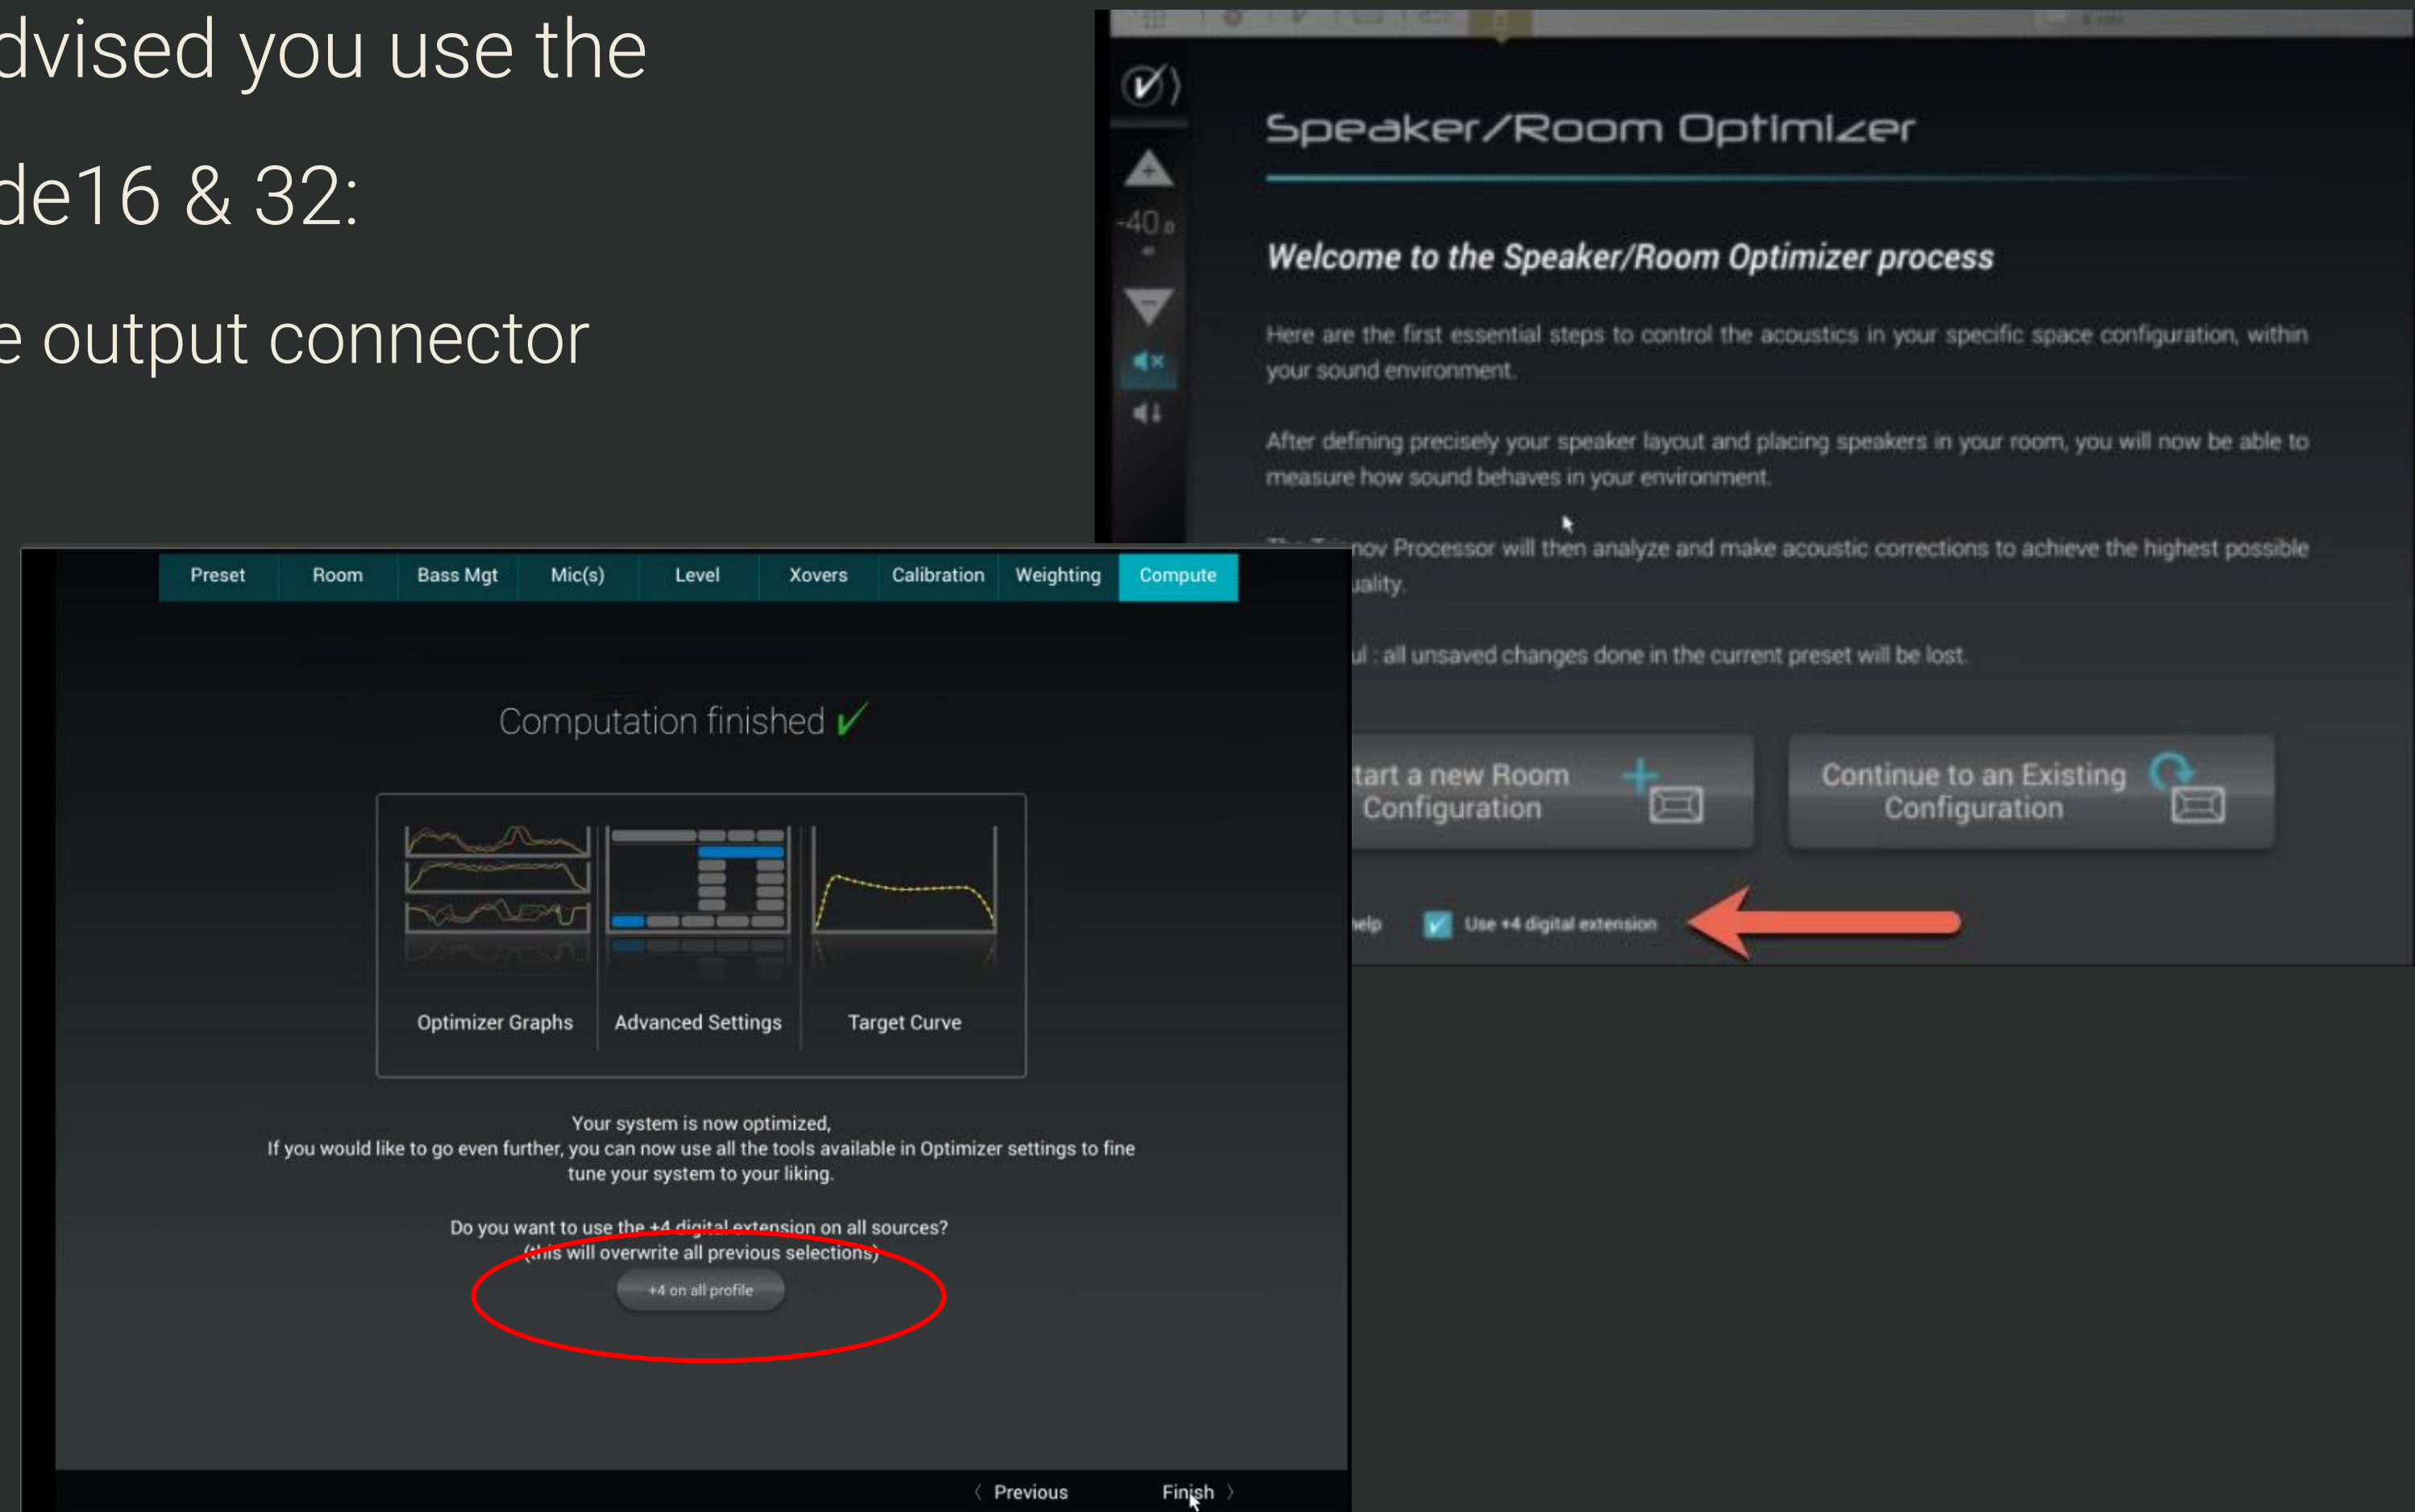 dvised you use the
de16 & 32:
e output connector
Speaker/Room Optimizer
-40.0
Welcome to the Speaker/Room Optimizer process
Here are the first essential steps to control the acoustics in your specific space configuration, within
your sound environment.
After defining precisely your speaker layout and placing speakers in your room, you will now be able to
measure how sound behaves in your environment.
nov Processor will then analyze and make acoustic corrections to achieve the highest possible
uality.
ul : all unsaved changes done in the current preset will be lost.
tart a new Room
Configuration
Continue to an Existing
Configuration
help
Use +4 digital extension
Preset Room Bass Mgt Mic(s) Level Xovers Calibration Weighting Compute
Computation finished
Optimizer Graphs Advanced Settings Target Curve
Your system is now optimized,
If you would like to go even further, you can now use all the tools available in Optimizer settings to fine
tune your system to your liking.
Do you want to use the +4 digital extension on all sources?
(this will overwrite all previous selections)
+4 on all profile
Previous Finish